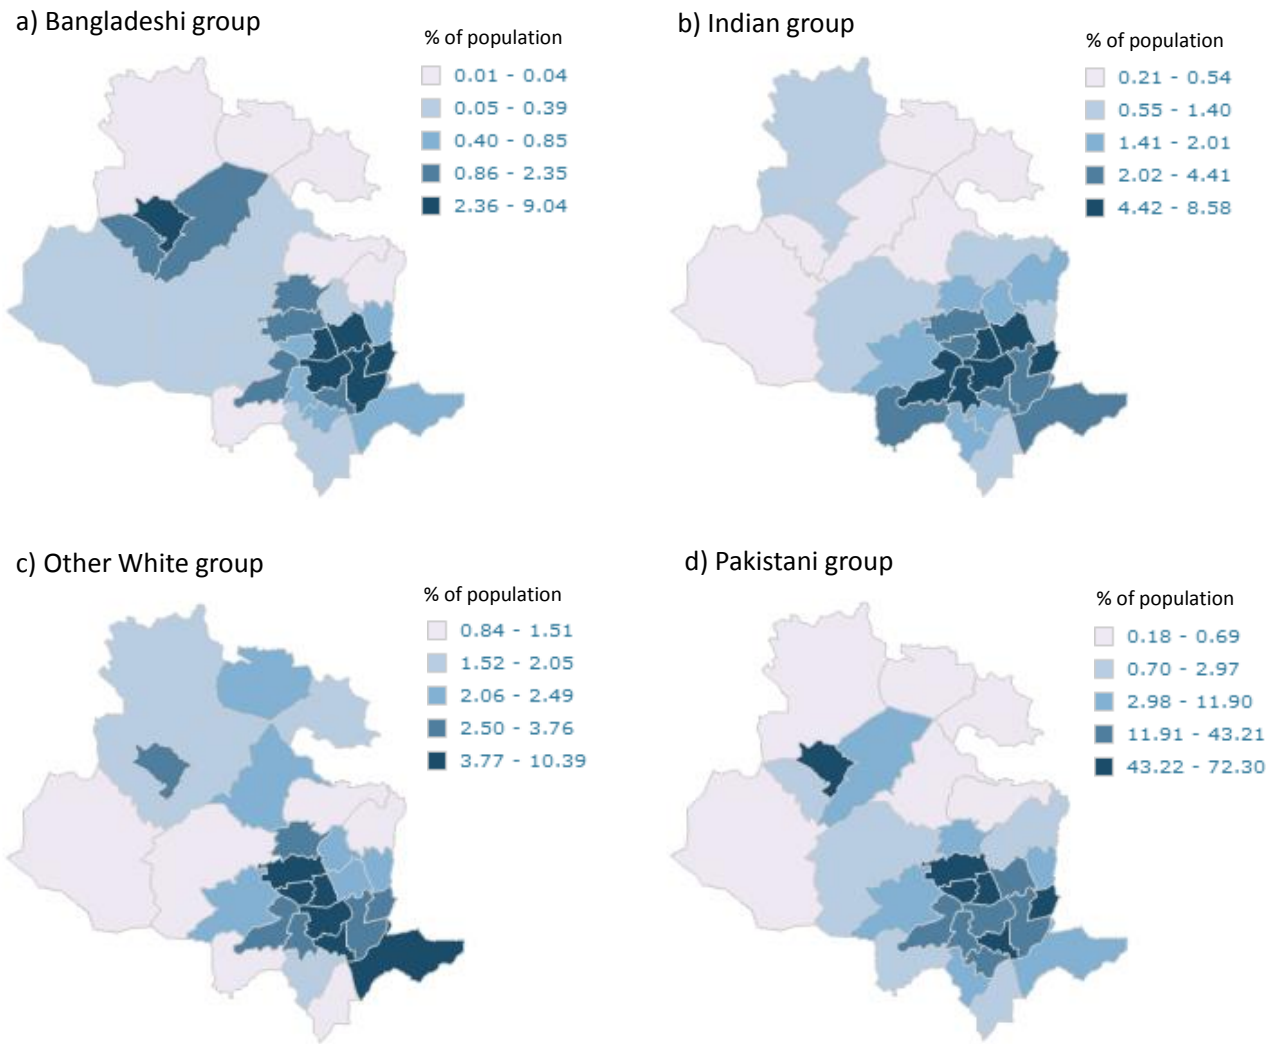 a) Bangladeshi group
% of population
0.01 - 0.04
0.05 - 0.39
0.40 - 0.85
0.86 - 2.35
2.36 - 9.04
b) Indian group
% of population
0.21 - 0.54
0.55 - 1.40
1.41 - 2.01
2.02 - 4.41
4.42 - 8.58
c) Other White group
% of population
0.84 - 1.51
1.52 - 2.05
2.06 - 2.49
2.50 - 3.76
3.77 - 10.39
d) Pakistani group
% of population
0.18 - 0.69
0.70 - 2.97
2.98 - 11.90
11.91 - 43.21
43.22 - 72.30